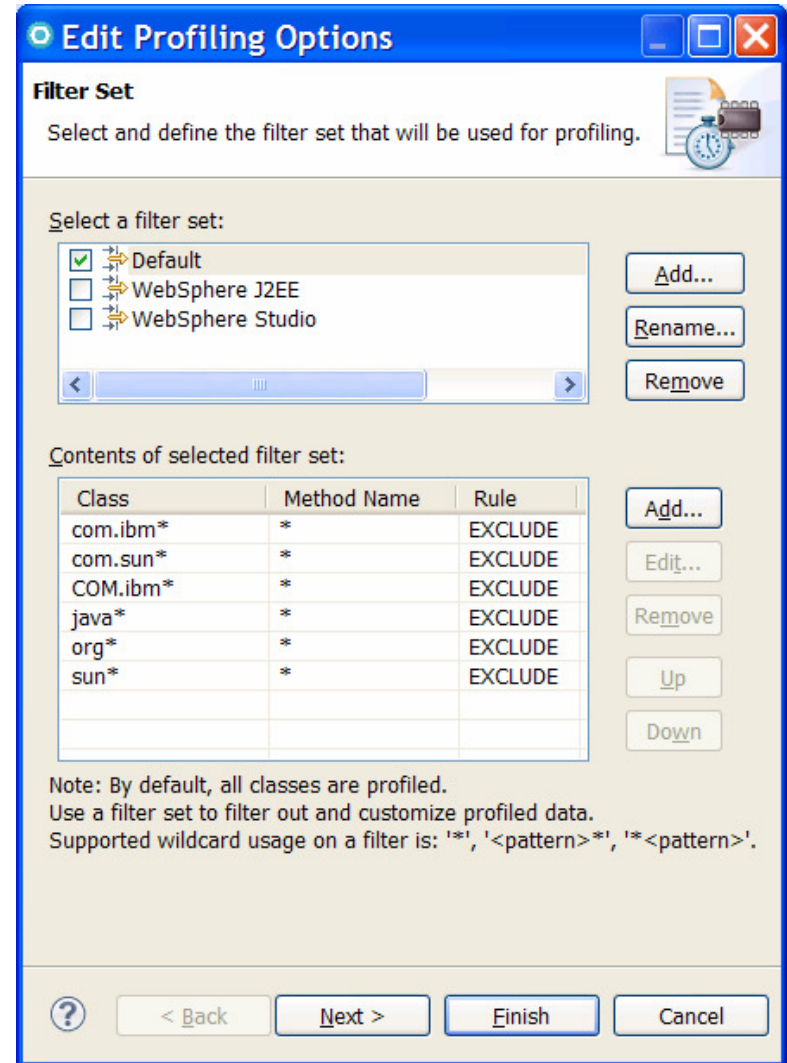 Edit Profiling Options
Filter Set
Select and define the filter set that will be used for profiling.
Select a filter set:
Default
WebSphere J2EE
WebSphere Studio
Add...
Rename...
Remove
Contents of selected filter set:
Class Method Name Rule
com.ibm* * EXCLUDE
com.sun* * EXCLUDE
COM.ibm* * EXCLUDE
java* * EXCLUDE
org* * EXCLUDE
sun* * EXCLUDE
Add...
Edit...
Remove
Up
Down
Note: By default, all classes are profiled.
Use a filter set to filter out and customize profiled data.
Supported wildcard usage on a filter is: '*', '<pattern>*', '*<pattern>'.
? < Back Next > Finish Cancel